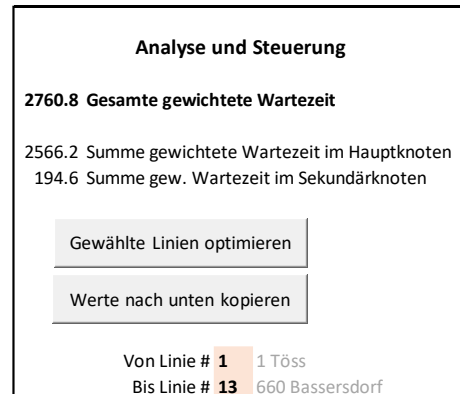 Analyse und Steuerung
2760.8 Gesamte gewichtete Wartezeit
2566.2 Summe gewichtete Wartezeit im Hauptknoten
194.6 Summe gew. Wartezeit im Sekundärknoten
Gewählte Linien optimieren
Werte nach unten kopieren
Von Linie # 1 1 Töss
Bis Linie # 13 660 Bassersdorf